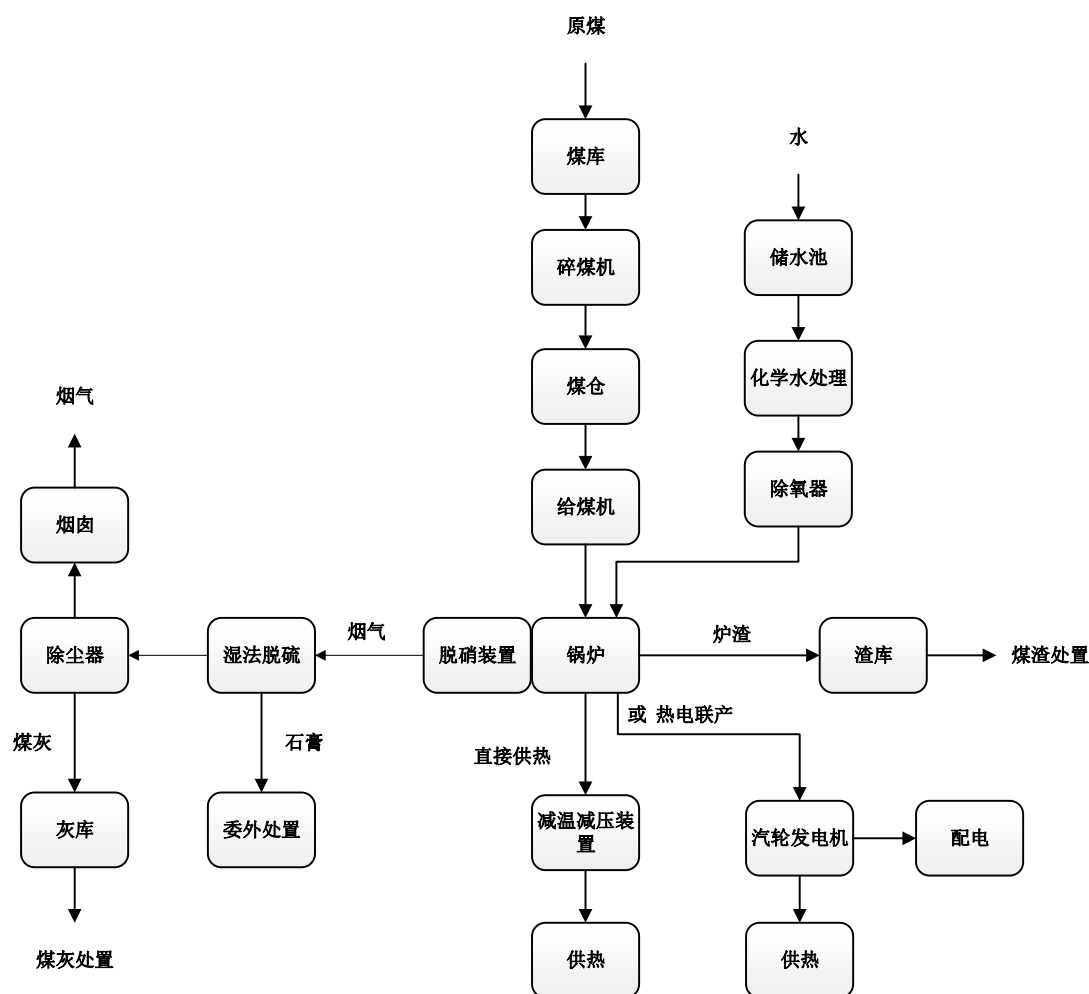 原煤
水
煤库
碎煤机
储水池
煤仓
化学水处理
烟气
给煤机
除氧器
烟囱
烟气
炉渣
除尘器
湿法脱硫
脱硝装置
锅炉
渣库
煤渣处置
或 热电联产
煤灰
石膏
直接供热
灰库
委外处置
减温减压装
置
汽轮发电机
配电
煤灰处置
供热
供热